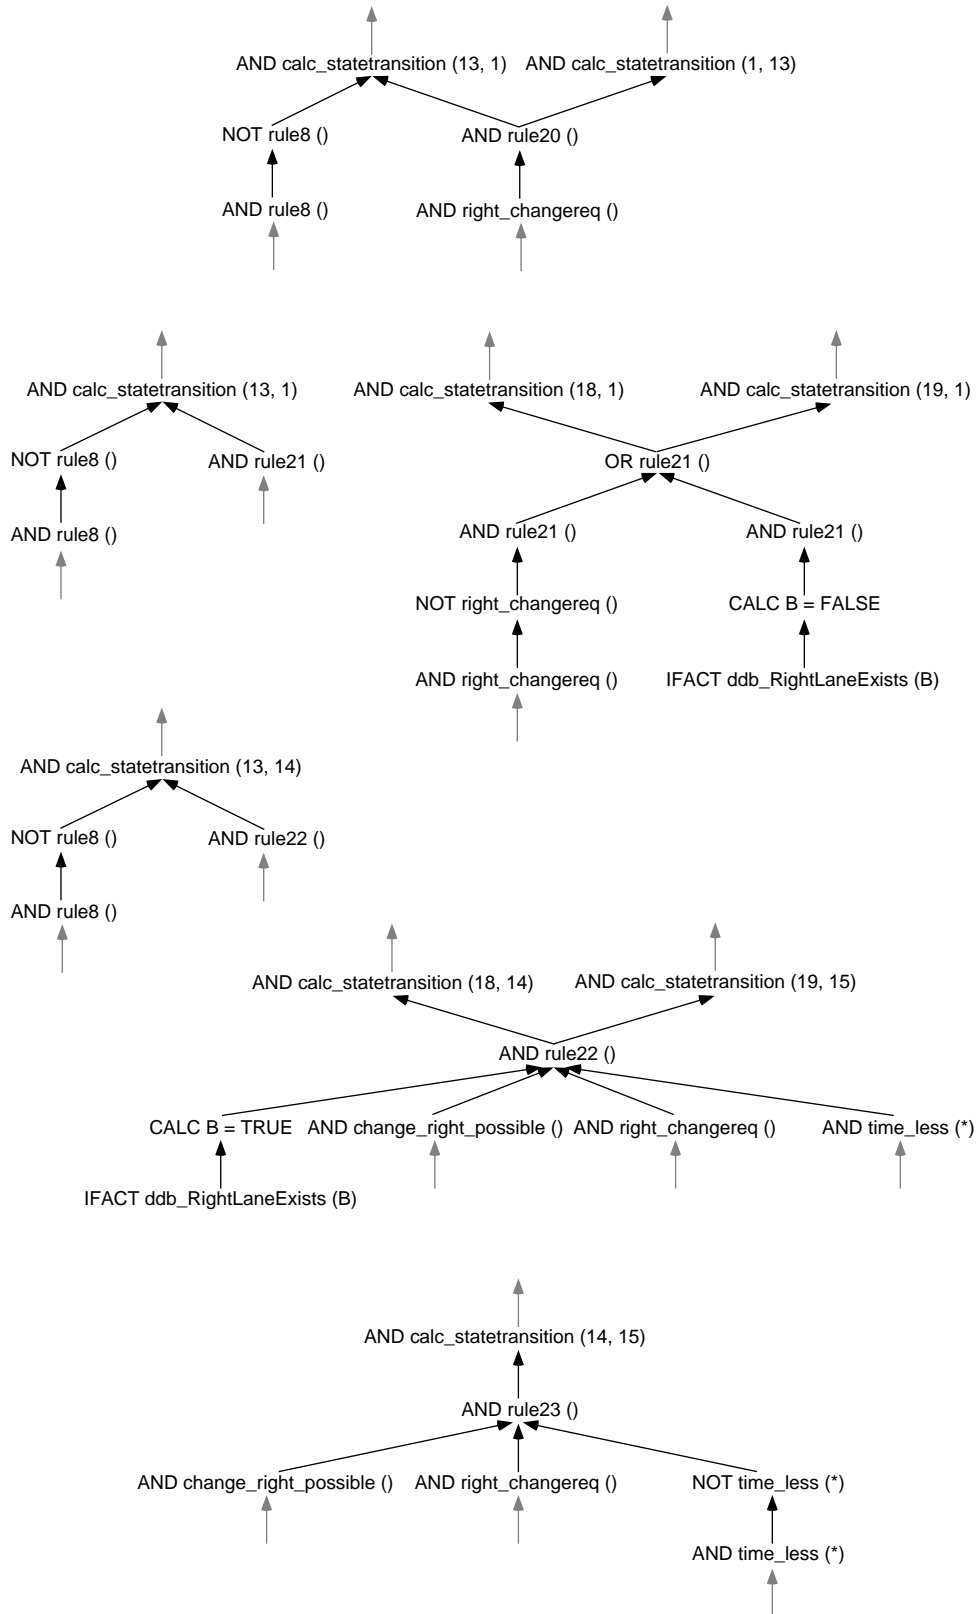 AND calc_statetransition (13, 1) AND calc_statetransition (1, 13)
NOT rule8 () AND rule20 ()
AND rule8 () AND right_changereq ()
AND calc_statetransition (13, 1) AND calc_statetransition (18, 1) AND calc_statetransition (19, 1)
NOT rule8 () AND rule21 () OR rule21 ()
AND rule8 () AND rule21 () AND rule21 ()
NOT right_changereq () CALC B = FALSE
AND right_changereq () IFACT ddb_RightLaneExists (B)
AND calc_statetransition (13, 14)
NOT rule8 () AND rule22 ()
AND rule8 ()
AND calc_statetransition (18, 14) AND calc_statetransition (19, 15)
AND rule22 ()
CALC B = TRUE AND change_right_possible () AND right_changereq () AND time_less (*)
IFACT ddb_RightLaneExists (B)
AND calc_statetransition (14, 15)
AND rule23 ()
AND change_right_possible () AND right_changereq () NOT time_less (*)
AND time_less (*)